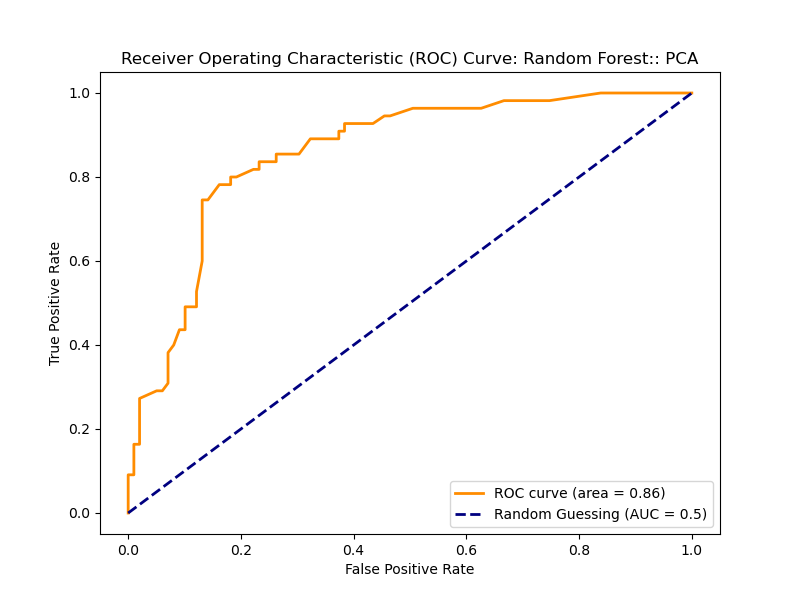 Receiver Operating Characteristic (ROC) Curve: Random Forest:: PCA
1.0
0.8
0.6
0.4
0.2
0.0
True Positive Rate
ROC curve (area = 0.86)
Random Guessing (AUC = 0.5)
0.0 0.2 0.4 0.6 0.8 1.0
False Positive Rate